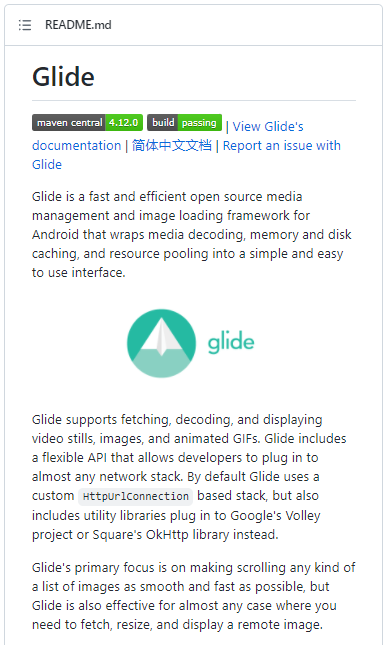 README.md
Glide
maven central 4.12.0 build passing | View Glide's
documentation | 简体中文文档 | Report an issue with
Glide
Glide is a fast and efficient open source media
management and image loading framework for
Android that wraps media decoding, memory and disk
caching, and resource pooling into a simple and easy
to use interface.
glide
Glide supports fetching, decoding, and displaying
video stills, images, and animated GIFs. Glide includes
a flexible API that allows developers to plug in to
almost any network stack. By default Glide uses a
custom HttpUrlConnection based stack, but also
includes utility libraries plug in to Google's Volley
project or Square's OkHttp library instead.
Glide's primary focus is on making scrolling any kind
of a list of images as smooth and fast as possible, but
Glide is also effective for almost any case where you
need to fetch, resize, and display a remote image.